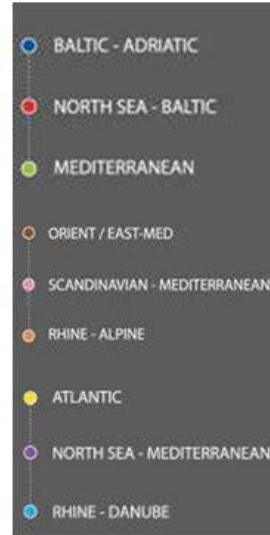 BALTIC - ADRIATIC
NORTH SEA - BALTIC
MEDITERRANEAN
ORIENT / EAST-MED
SCANDINAVIAN - MEDITERRANEAN
RHINE - ALPINE
ATLANTIC
NORTH SEA - MEDITERRANEAN
RHINE - DANUBE